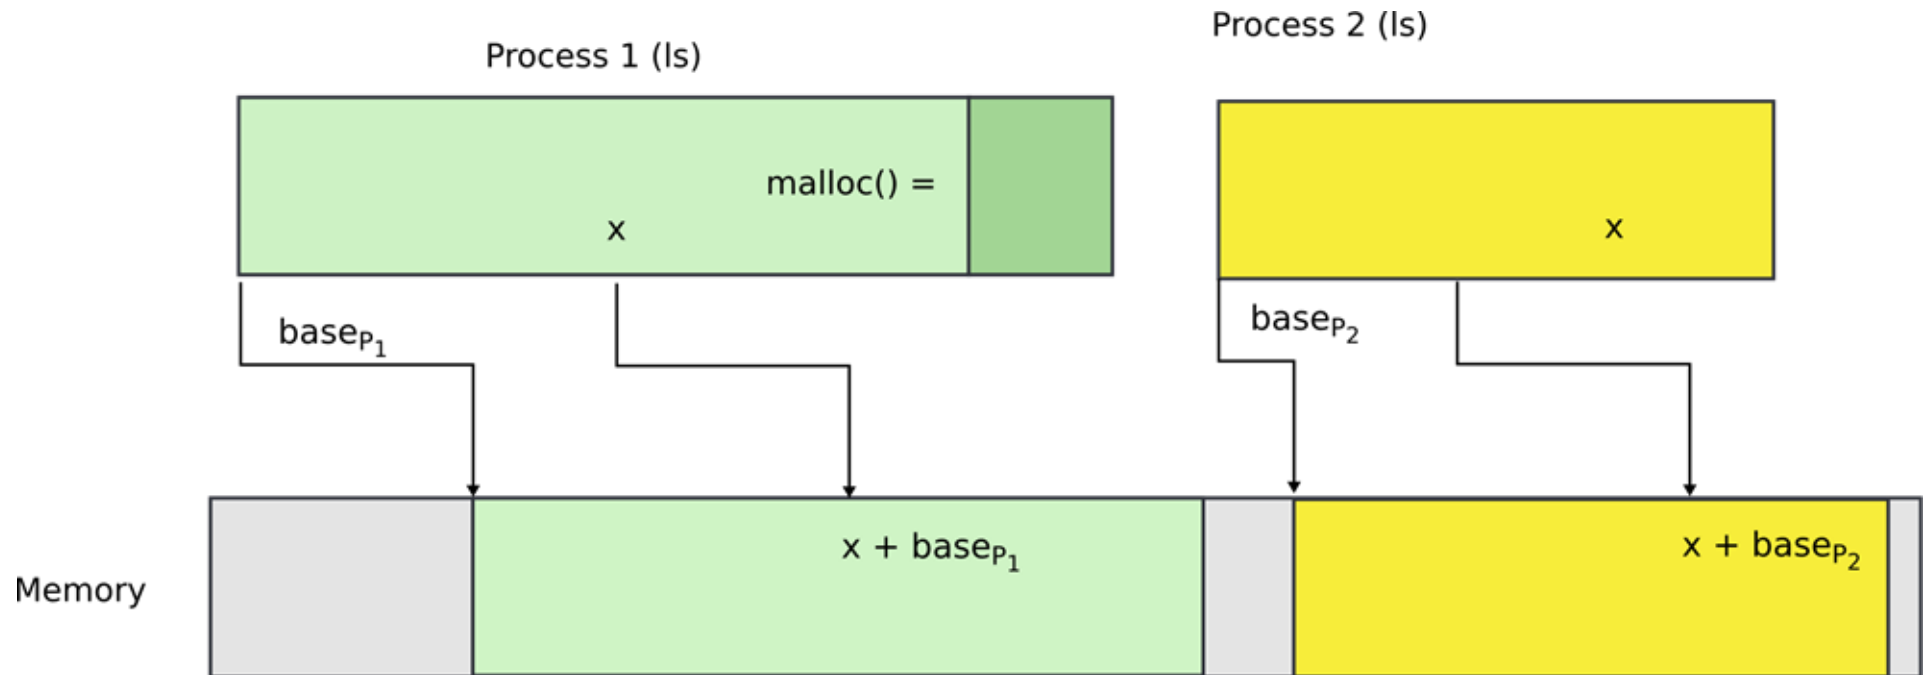 Process 1 (ls)
Process 2 (ls)
malloc() =
x
x
baseP1
baseP2
x + baseP1
x + baseP2
Memory